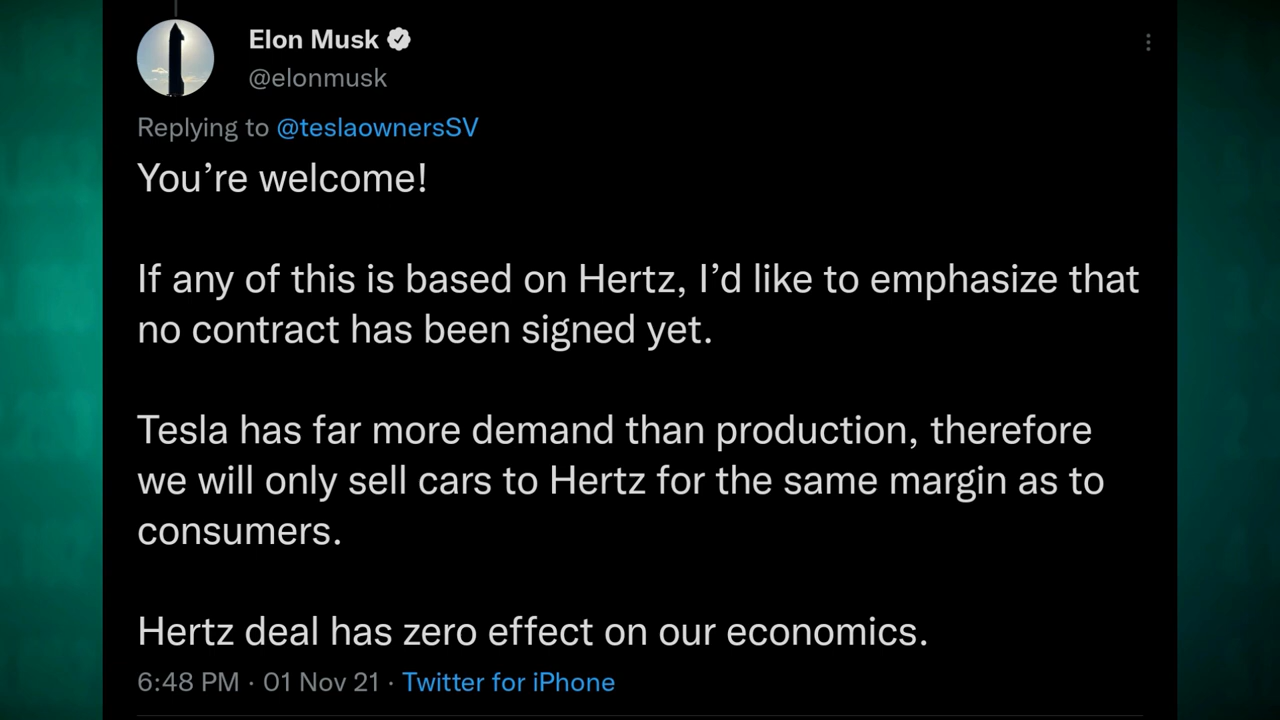 Elon Musk
@elonmusk
Replying to @teslaownersSV
You’re welcome!
If any of this is based on Hertz, I’d like to emphasize that
no contract has been signed yet.
Tesla has far more demand than production, therefore
we will only sell cars to Hertz for the same margin as to
consumers.
Hertz deal has zero effect on our economics.
6:48 PM · 01 Nov 21 · Twitter for iPhone